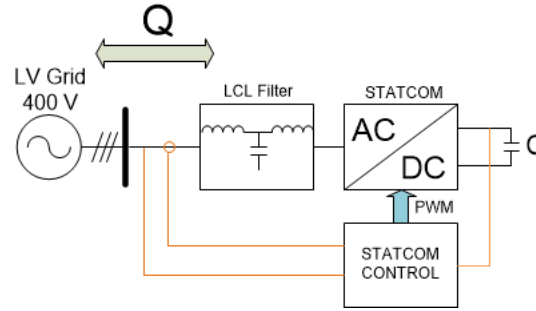 Q
LV Grid
400 V
LCL Filter
STATCOM
AC
DC
C
PWM
STATCOM
CONTROL